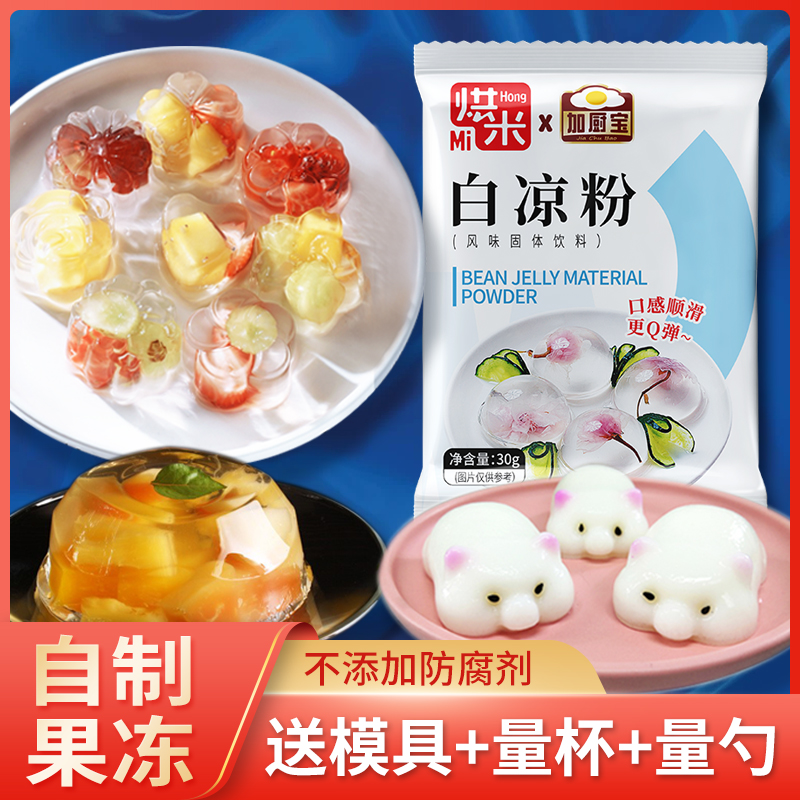 烘米
Hong
Mi
x
加厨宝
Jia Chu Bao
白凉粉
(风味固体饮料)
BEAN JELLY MATERIAL
POWDER
口感顺滑
更Q弹~
净含量:30g
(图片仅供参考)
自制
果冻
不添加防腐剂
送模具+量杯+量勺